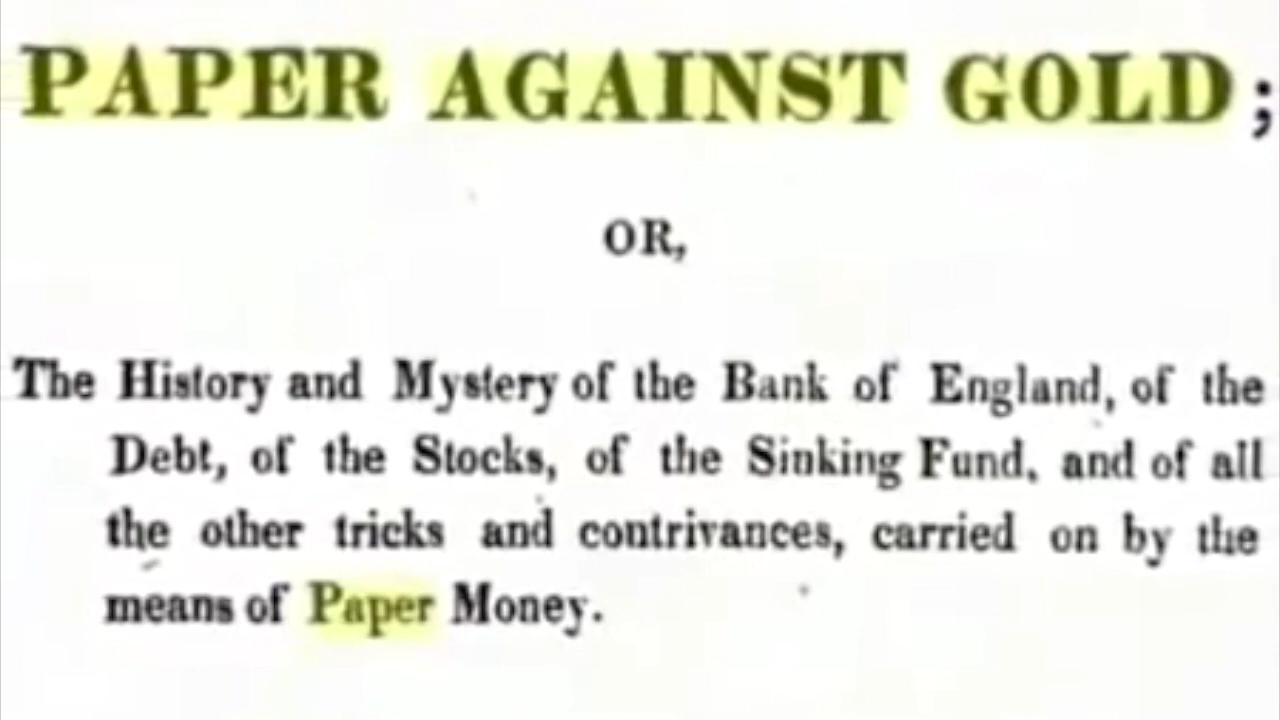 PAPER AGAINST GOLD;
OR,
The History and Mystery of the Bank of England, of the
Debt, of the Stocks, of the Sinking Fund, and of all
the other tricks and contrivances, carried on by the
means of Paper Money.